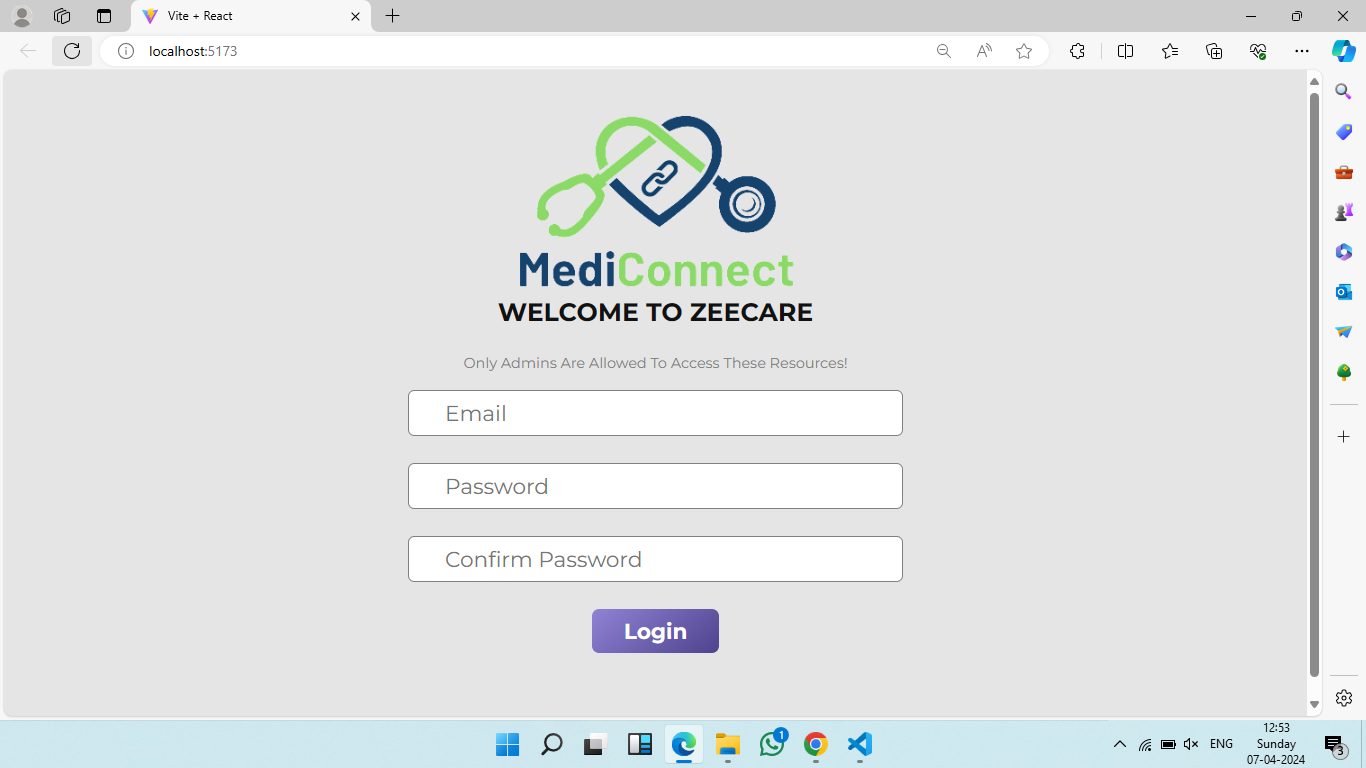 Vite + React
localhost:5173
MediConnect
WELCOME TO ZEECARE
Only Admins Are Allowed To Access These Resources!
Email
Password
Confirm Password
Login
1
ENG
12:53
Sunday
07-04-2024
3